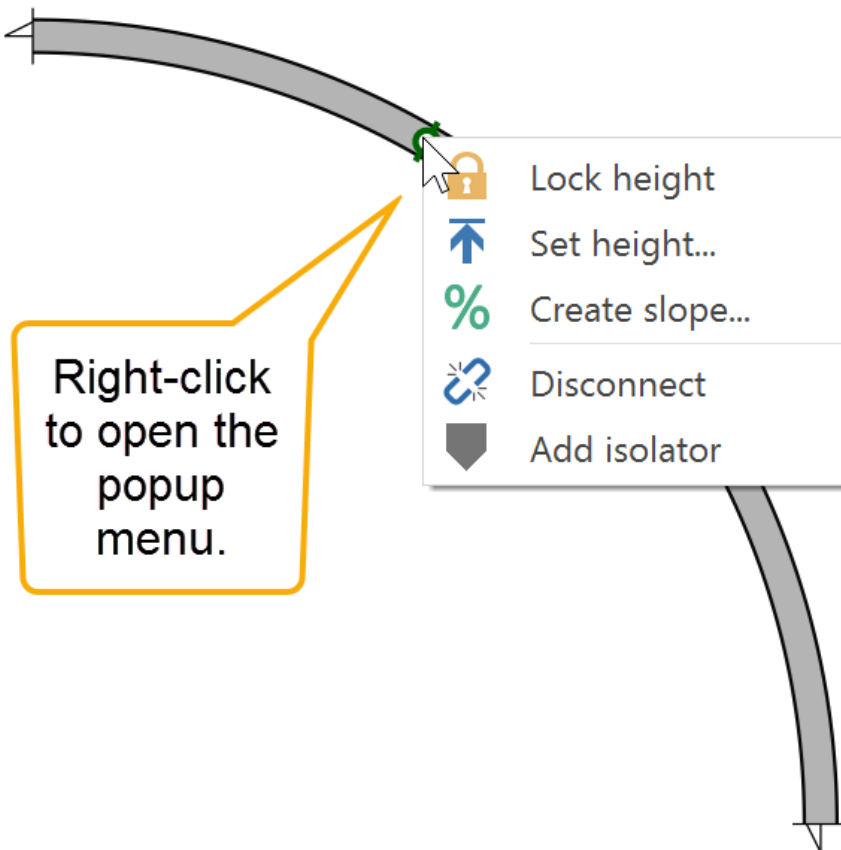 Lock height
Set height...
Create slope...
Disconnect
Add isolator
Right-click
to open the
popup
menu.